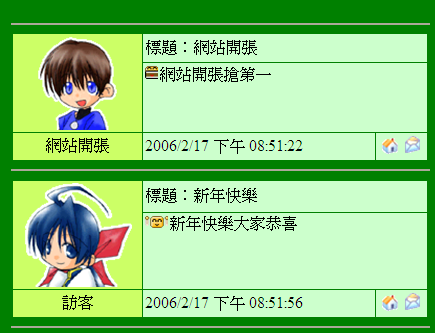 標題：網站開張
網站開張搶第一
網站開張
2006/2/17 下午 08:51:22
標題：新年快樂
新年快樂大家恭喜
訪客
2006/2/17 下午 08:51:56